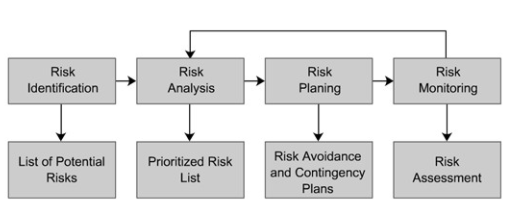 Risk
Identification
Risk
Analysis
Risk
Planing
Risk
Monitoring
List of Potential
Risks
Prioritized Risk
List
Risk Avoidance
and Contingency
Plans
Risk
Assessment